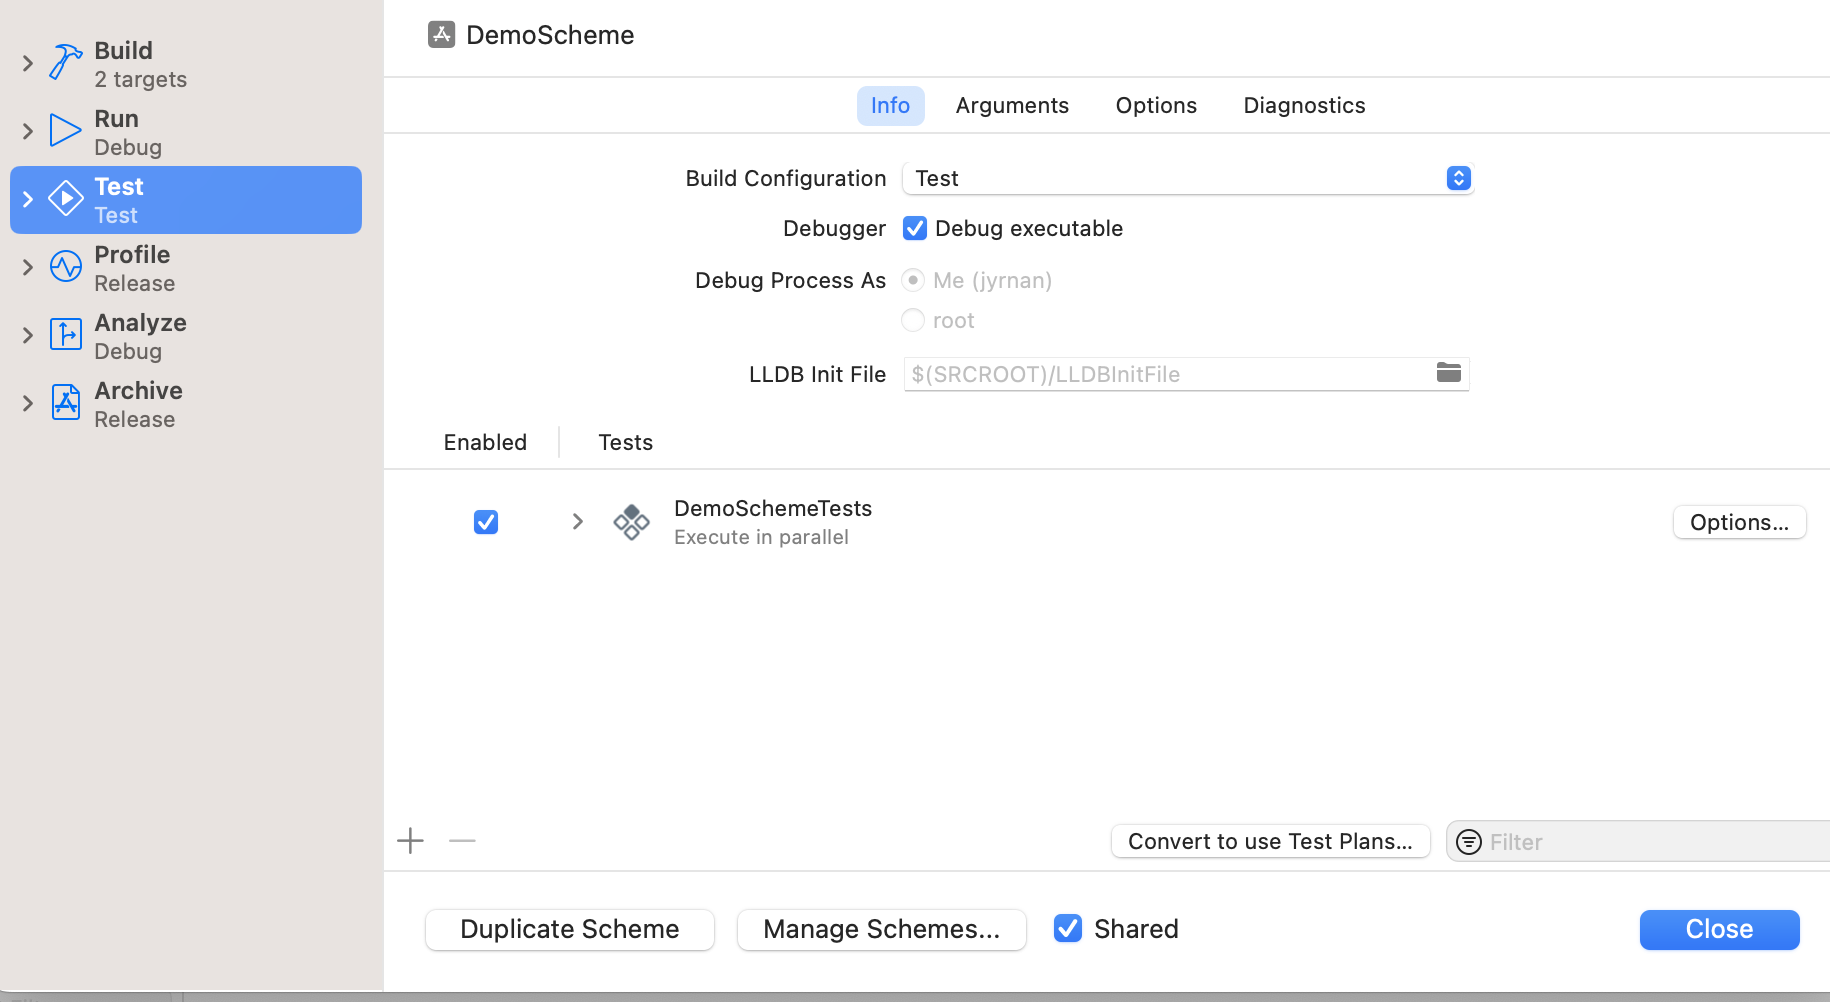 Build
2 targets
Run
Debug
Test
Test
Profile
Release
Analyze
Debug
Archive
Release
DemoScheme
Info Arguments Options Diagnostics
Build Configuration Test
Debugger Debug executable
Debug Process As Me (jyrnan)
root
LLDB Init File $(SRCROOT)/LLDBInitFile
Enabled Tests
DemoSchemeTests
Execute in parallel
Options...
Convert to use Test Plans... Filter
Duplicate Scheme Manage Schemes... Shared Close